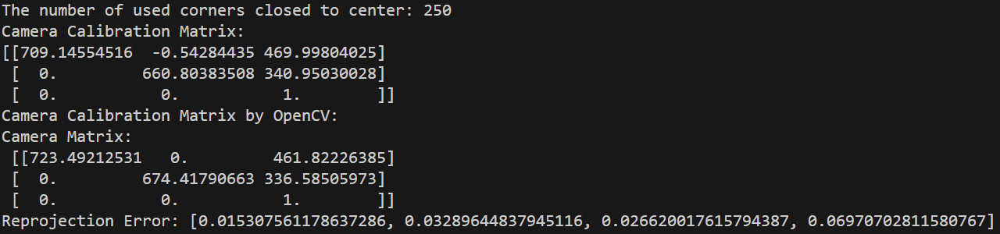 The number of used corners closed to center: 250
Camera Calibration Matrix:
[[709.14554516  -0.54284435 469.99804025]
 [  0.         660.80383508 340.95030028]
 [  0.           0.           1.        ]]
Camera Calibration Matrix by OpenCV:
Camera Matrix:
 [[723.49212531   0.         461.82226385]
 [  0.         674.41790663 336.58505973]
 [  0.           0.           1.        ]]
Reprojection Error: [0.015307561178637286, 0.03289644837945116, 0.026620017615794387, 0.06970702811580767]